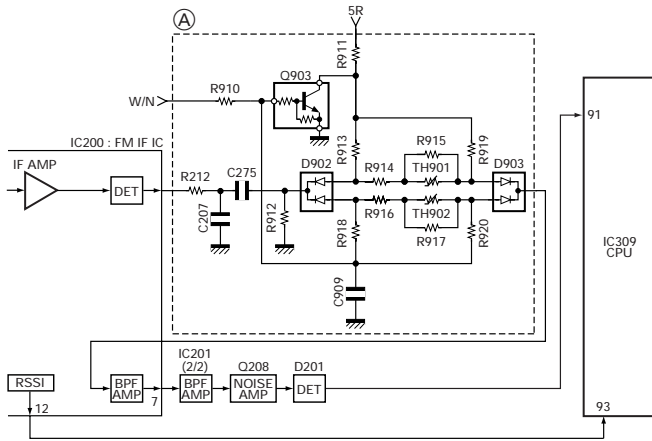 A
5R
R911
Q903
R910
W/N
IC200 : FM IF IC
IF AMP
DET
R212
C275
C207
R912
D902
R913
R914
R915
TH901
R919
D903
R916
TH902
R918
R917
R920
C909
91
IC309
CPU
RSSI
12
BPF
AMP
7
IC201
(2/2)
BPF
AMP
Q208
NOISE
AMP
D201
DET
93